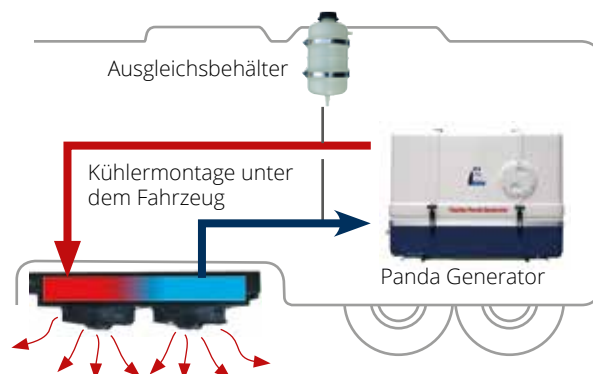 Ausgleichsbehälter
Kühlermontage unter
dem Fahrzeug
Panda Generator